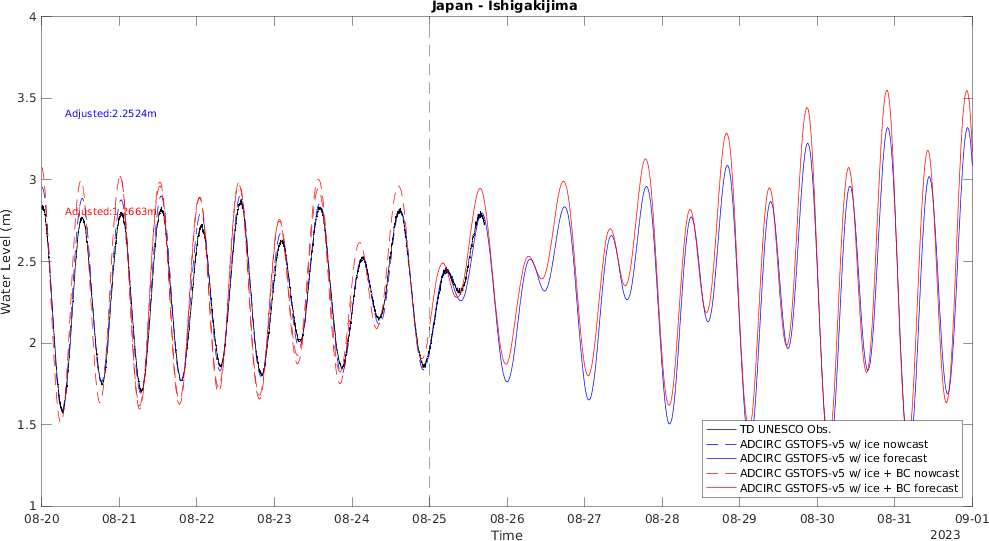 Japan - Ishigakijima
4
3.5
3
2.5
2
1.5
1
Water Level (m)
Adjusted:2.2524m
Adjusted:1.2663m
TD UNESCO Obs.
ADCIRC GSTOFS-v5 w/ ice nowcast
ADCIRC GSTOFS-v5 w/ ice forecast
ADCIRC GSTOFS-v5 w/ ice + BC nowcast
ADCIRC GSTOFS-v5 w/ ice + BC forecast
08-20 08-21 08-22 08-23 08-24 08-25 08-26 08-27 08-28 08-29 08-30 08-31 09-01
Time
2023